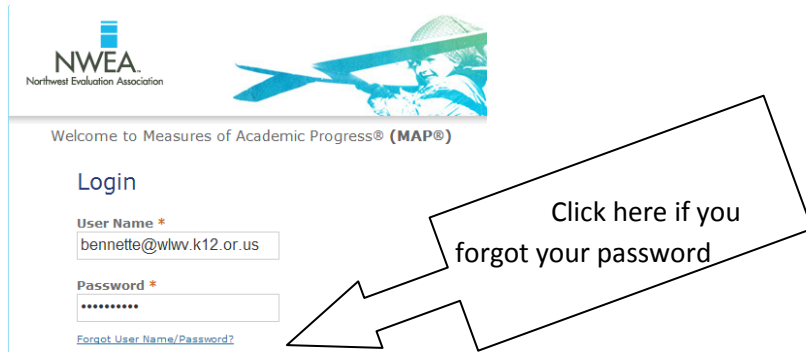 NWEA
Northwest Evaluation Association
Welcome to Measures of Academic Progress® (MAP®)
Login
User Name *
bennette@wlwv.k12.or.us
Password *
••••••••••
Forgot User Name/Password?
Click here if you
forgot your password